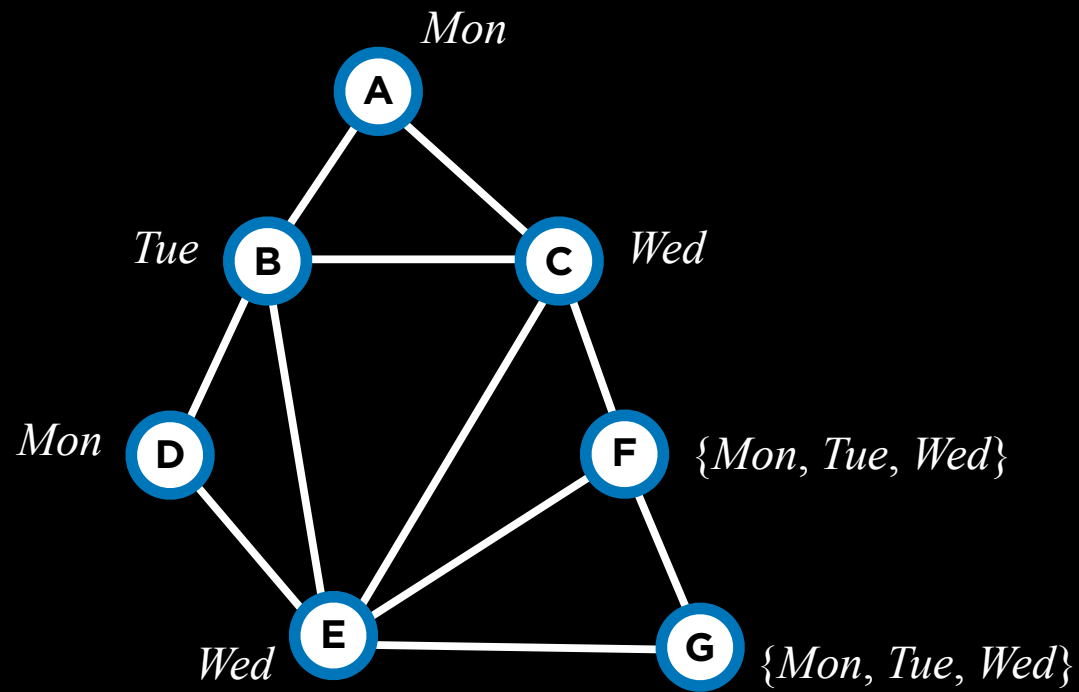 Mon
A
Tue
B
C
Wed
Mon
D
F
{Mon, Tue, Wed}
E
Wed
G
{Mon, Tue, Wed}